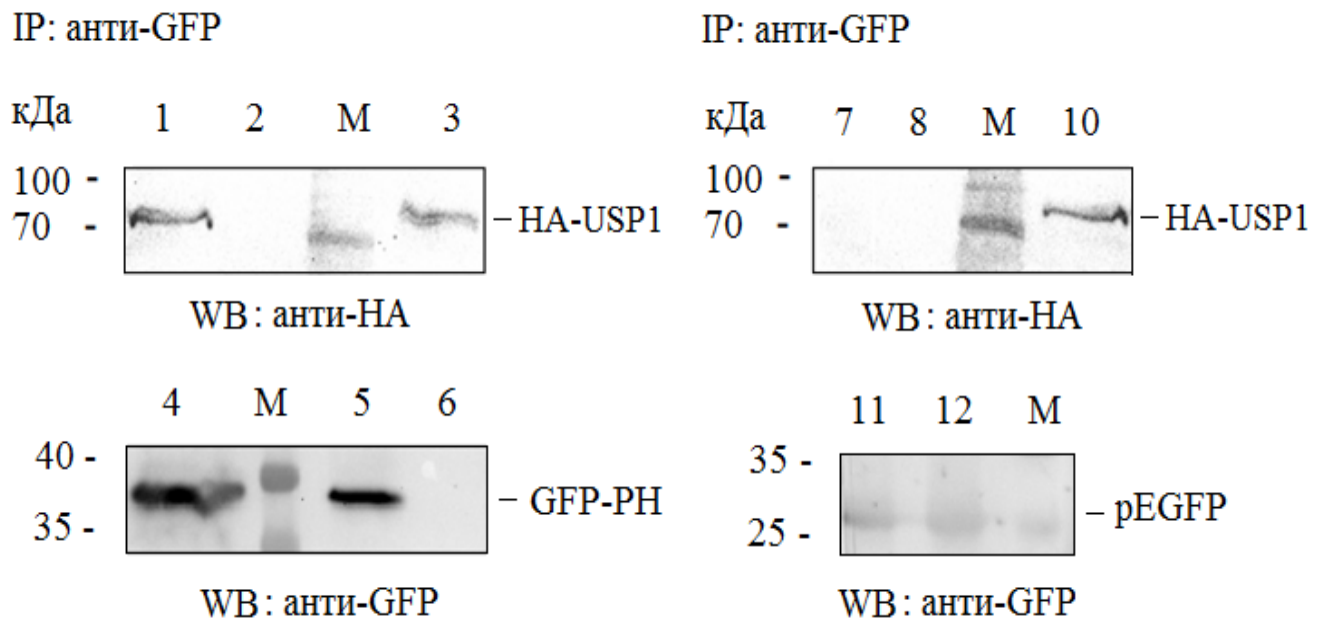 IP: анти-GFP
кДа 1 2 М 3
100 -
70 -
– HA-USP1
WB : анти-HA
4 М 5 6
40 -
35 -
– GFP-PH
WB : анти-GFP
IP: анти-GFP
кДа 7 8 М 10
100 -
70 -
– HA-USP1
WB : анти-HA
11 12 М
35 -
25 -
– pEGFP
WB : анти-GFP